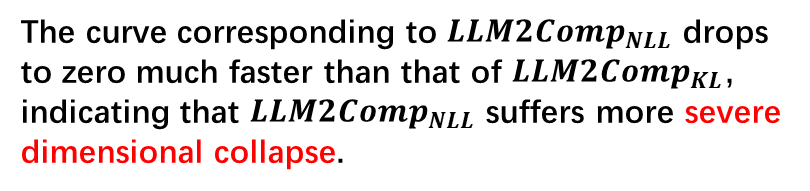 The curve corresponding to LLM2Comp_NLL drops
to zero much faster than that of LLM2Comp_KL,
indicating that LLM2Comp_NLL suffers more severe
dimensional collapse.